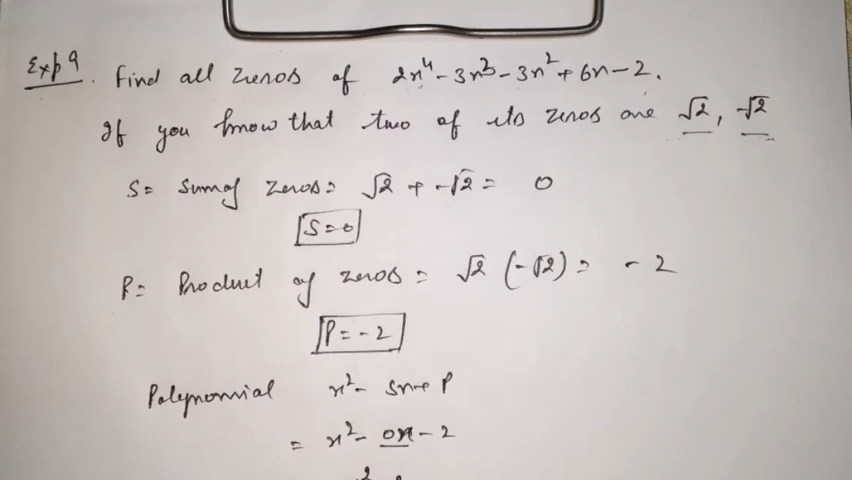 Exp 9. Find all zeros of 2x⁴-3x³-3x²+6x-2.
If you know that two of its zeros are √2, -√2
S= Sum of zeros= √2 + -√2 = 0
S=0
P= Product of zeros = √2 (-√2) = -2
P=-2
Polynomial x²- Sx+P
= x²- 0x-2